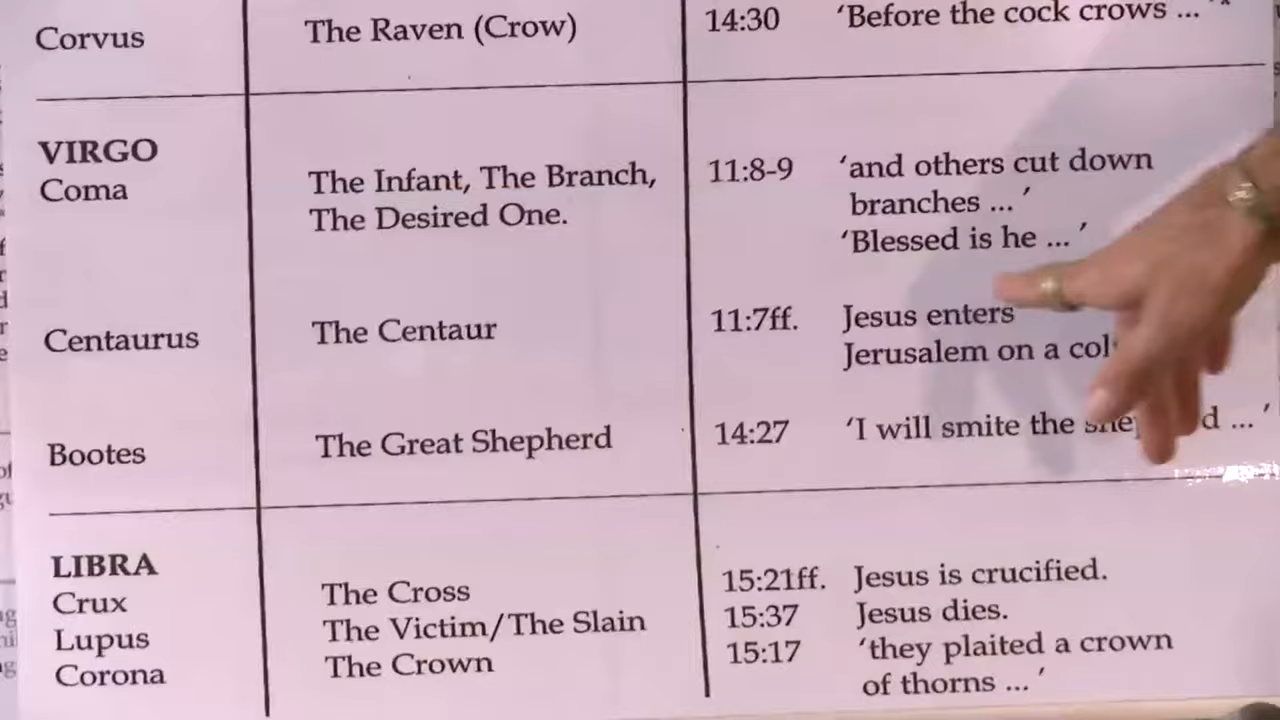 Corvus The Raven (Crow) 14:30 ‘Before the cock crows ... ’*
VIRGO
Coma The Infant, The Branch, 11:8-9 ‘and others cut down
The Desired One. branches ... ’
‘Blessed is he ... ’
Centaurus The Centaur 11:7ff. Jesus enters
Jerusalem on a
Bootes The Great Shepherd 14:27 ‘I will smite the ... ’
LIBRA
Crux The Cross 15:21ff. Jesus is crucified.
Lupus The Victim/The Slain 15:37 Jesus dies.
Corona The Crown 15:17 ‘they plaited a crown
of thorns ... ’